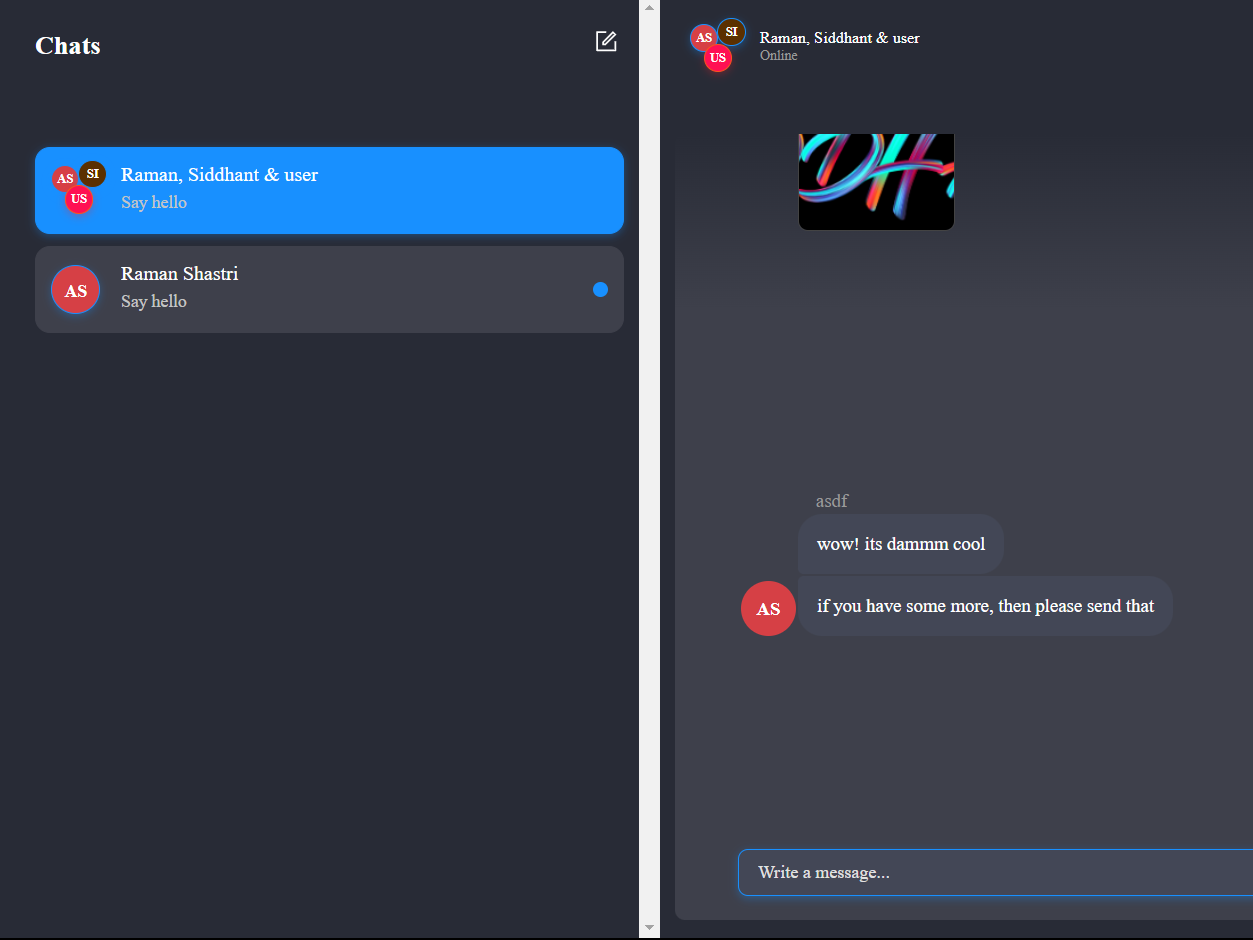 Chats
AS
SI
US
Raman, Siddhant & user
Say hello
AS
Raman Shastri
Say hello
AS
SI
US
Raman, Siddhant & user
Online
asdf
wow! its dammm cool
AS
if you have some more, then please send that
Write a message...